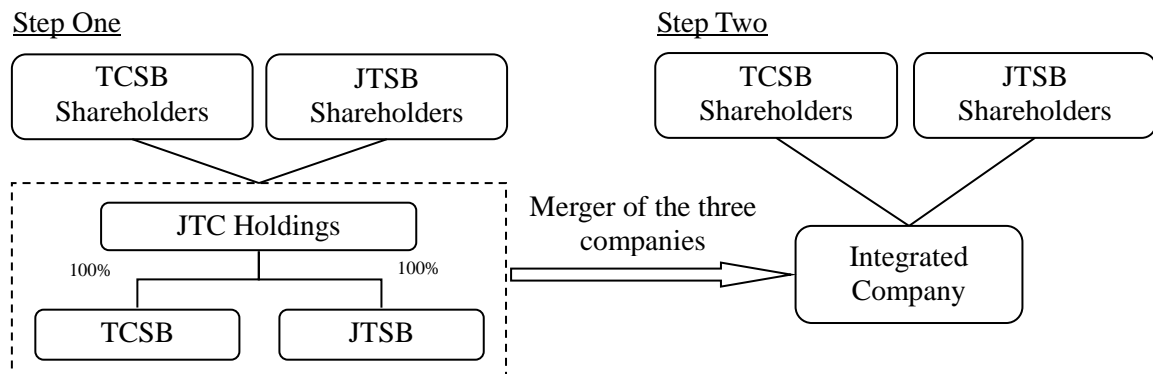 Step One
TCSB
Shareholders
JTSB
Shareholders
JTC Holdings
100%
100%
TCSB
JTSB
Merger of the three
companies
Step Two
TCSB
Shareholders
JTSB
Shareholders
Integrated
Company